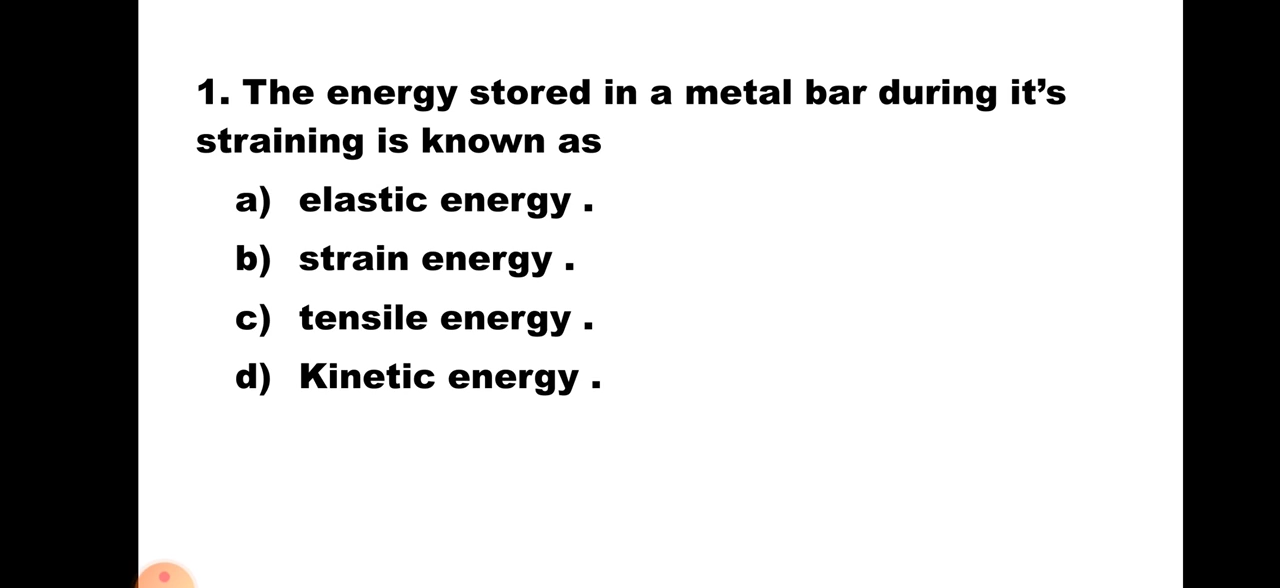 1. The energy stored in a metal bar during it’s
straining is known as
a) elastic energy .
b) strain energy .
c) tensile energy .
d) Kinetic energy .